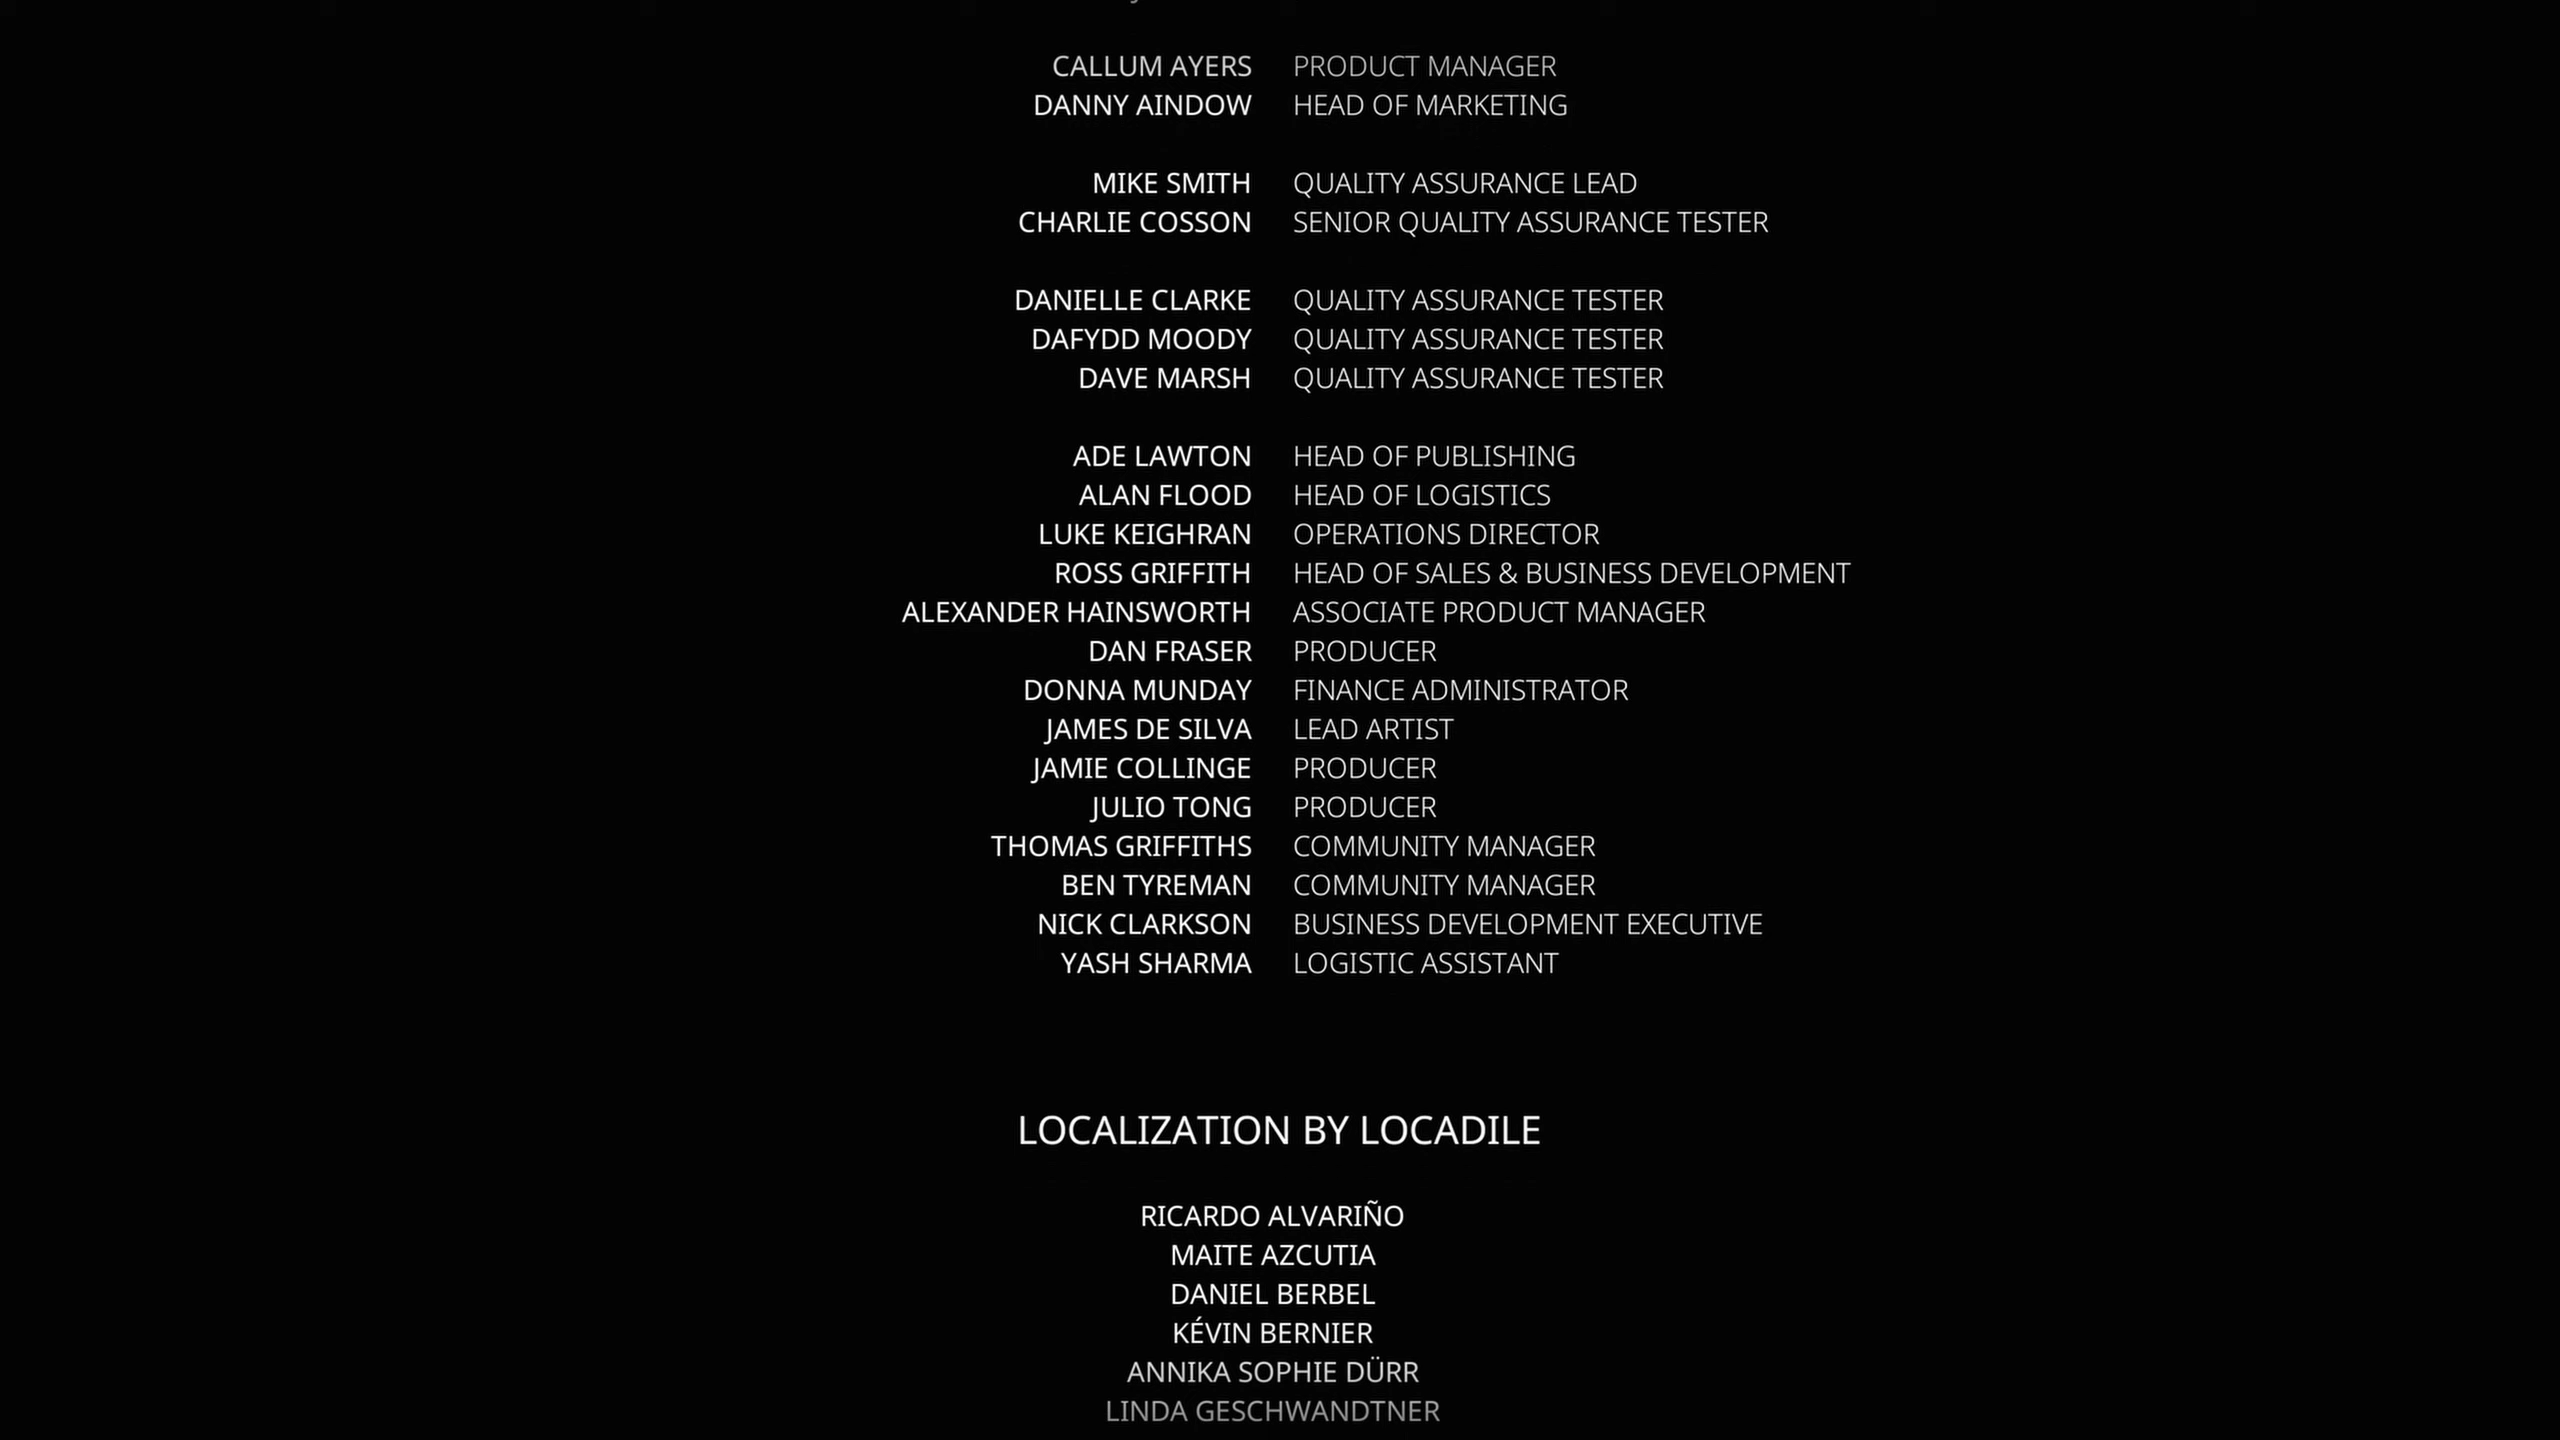 CALLUM AYERS PRODUCT MANAGER
DANNY AINDOW HEAD OF MARKETING
MIKE SMITH QUALITY ASSURANCE LEAD
CHARLIE COSSON SENIOR QUALITY ASSURANCE TESTER
DANIELLE CLARKE QUALITY ASSURANCE TESTER
DAFYDD MOODY QUALITY ASSURANCE TESTER
DAVE MARSH QUALITY ASSURANCE TESTER
ADE LAWTON HEAD OF PUBLISHING
ALAN FLOOD HEAD OF LOGISTICS
LUKE KEIGHRAN OPERATIONS DIRECTOR
ROSS GRIFFITH HEAD OF SALES & BUSINESS DEVELOPMENT
ALEXANDER HAINSWORTH ASSOCIATE PRODUCT MANAGER
DAN FRASER PRODUCER
DONNA MUNDAY FINANCE ADMINISTRATOR
JAMES DE SILVA LEAD ARTIST
JAMIE COLLINGE PRODUCER
JULIO TONG PRODUCER
THOMAS GRIFFITHS COMMUNITY MANAGER
BEN TYREMAN COMMUNITY MANAGER
NICK CLARKSON BUSINESS DEVELOPMENT EXECUTIVE
YASH SHARMA LOGISTIC ASSISTANT
LOCALIZATION BY LOCADILE
RICARDO ALVARIÑO
MAITE AZCUTIA
DANIEL BERBEL
KÉVIN BERNIER
ANNIKA SOPHIE DÜRR
LINDA GESCHWANDTNER